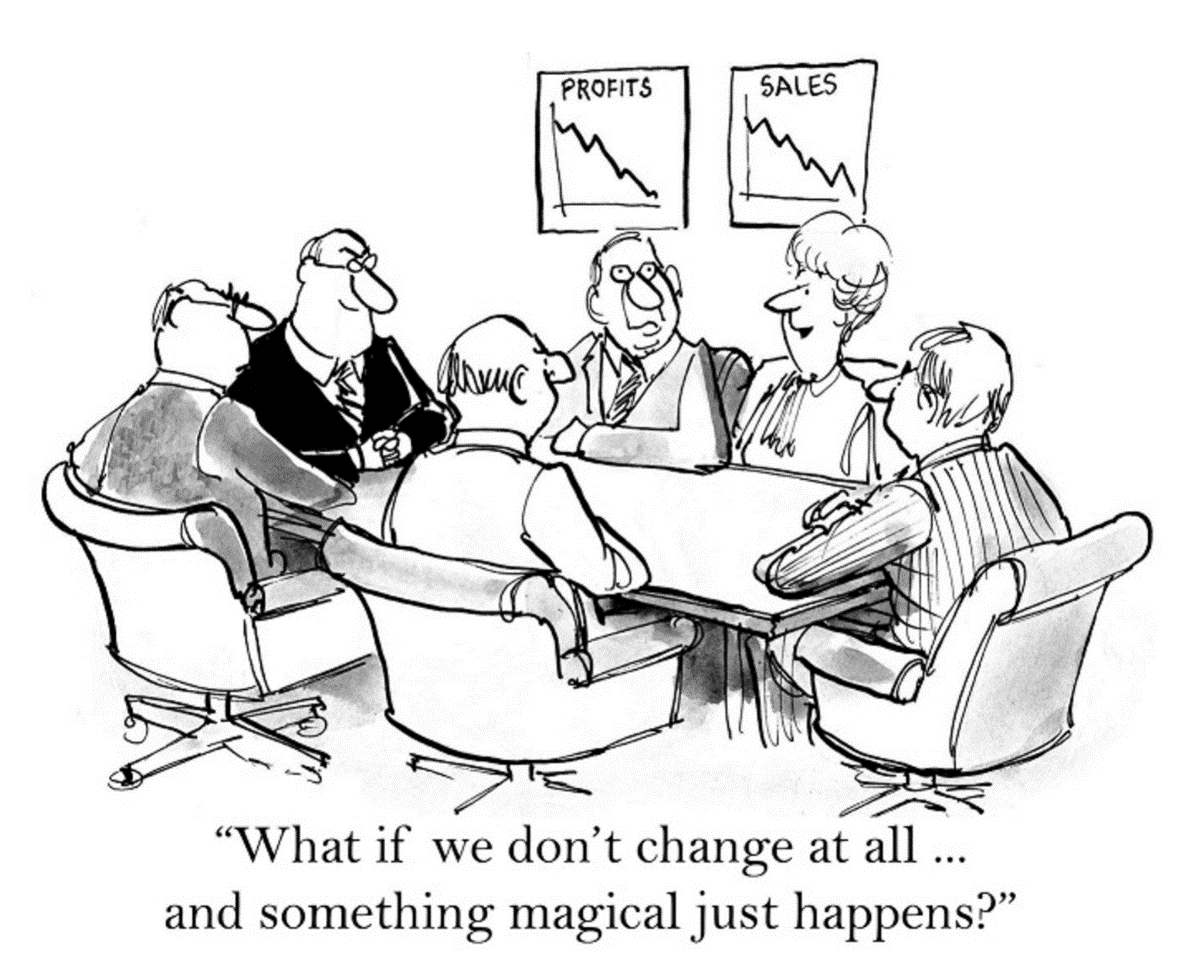 PROFITS
SALES
“What if we don’t change at all ...
and something magical just happens?”